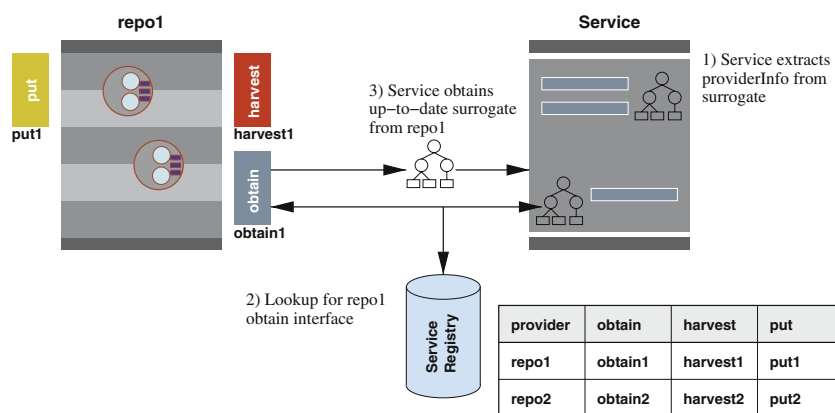 repo1
Service
put
put1
harvest
harvest1
obtain
obtain1
1) Service extracts
providerInfo from
surrogate
3) Service obtains
up-to-date surrogate
from repo1
2) Lookup for repo1
obtain interface
Service
Registry
provider obtain harvest put
repo1 obtain1 harvest1 put1
repo2 obtain2 harvest2 put2